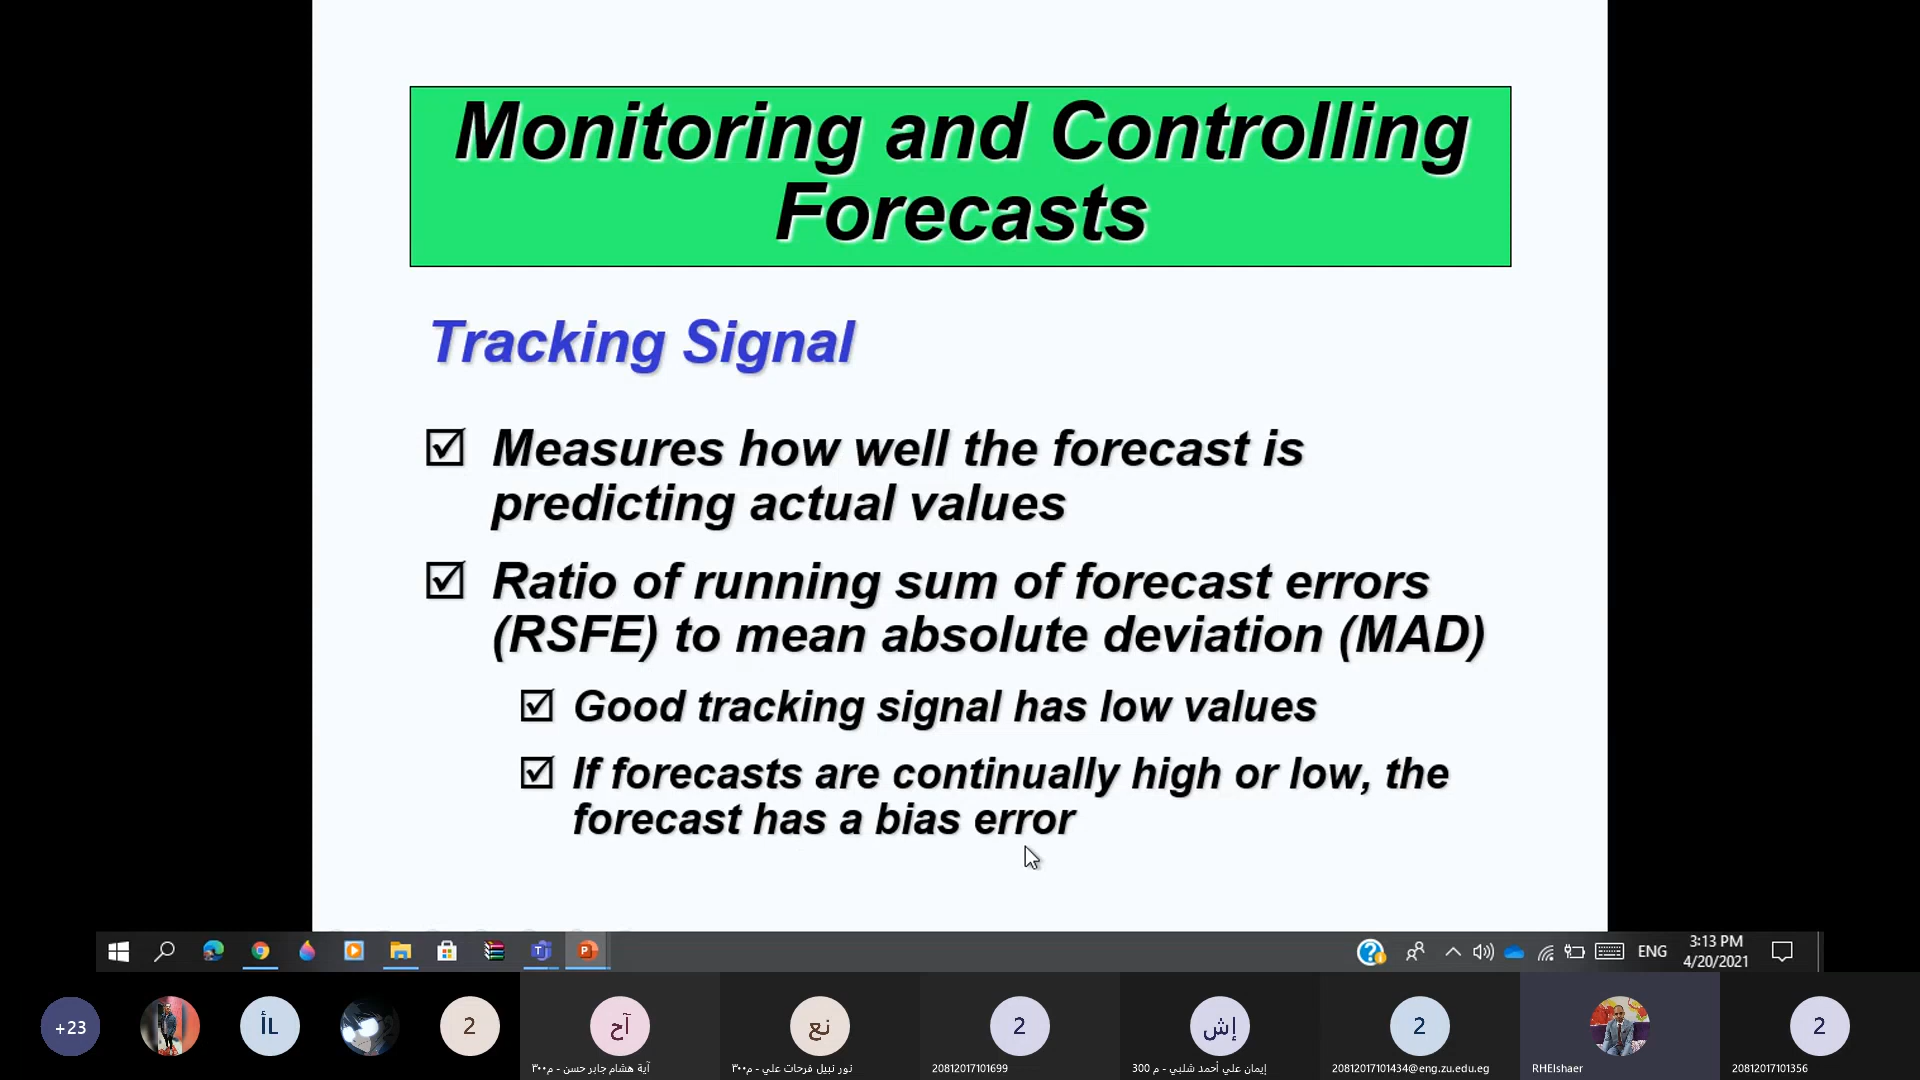 Monitoring and Controlling
Forecasts
Tracking Signal
Measures how well the forecast is
predicting actual values
Ratio of running sum of forecast errors
(RSFE) to mean absolute deviation (MAD)
Good tracking signal has low values
If forecasts are continually high or low, the
forecast has a bias error
ENG
3:13 PM
4/20/2021
+23
أا
2
آح
نع
2
إش
2
2
آية هشام جابر حسن - م٣٠٠
نور نبيل فرحات علي - م٣٠٠
20812017101699
إيمان علي أحمد شلبي - م 300
20812017101434@eng.zu.edu.eg
RHElshaer
20812017101356